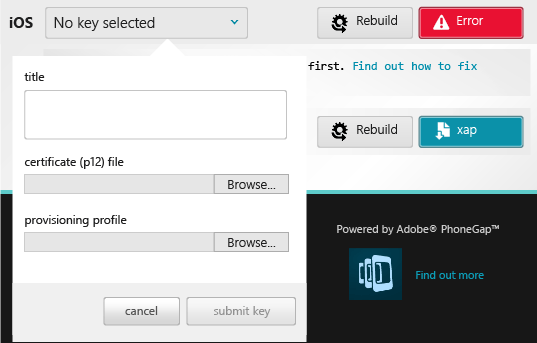 iOS No key selected Rebuild Error
first. Find out how to fix
title
certificate (p12) file
Browse...
Rebuild xap
provisioning profile
Browse...
cancel submit key
Powered by Adobe® PhoneGap™
Find out more